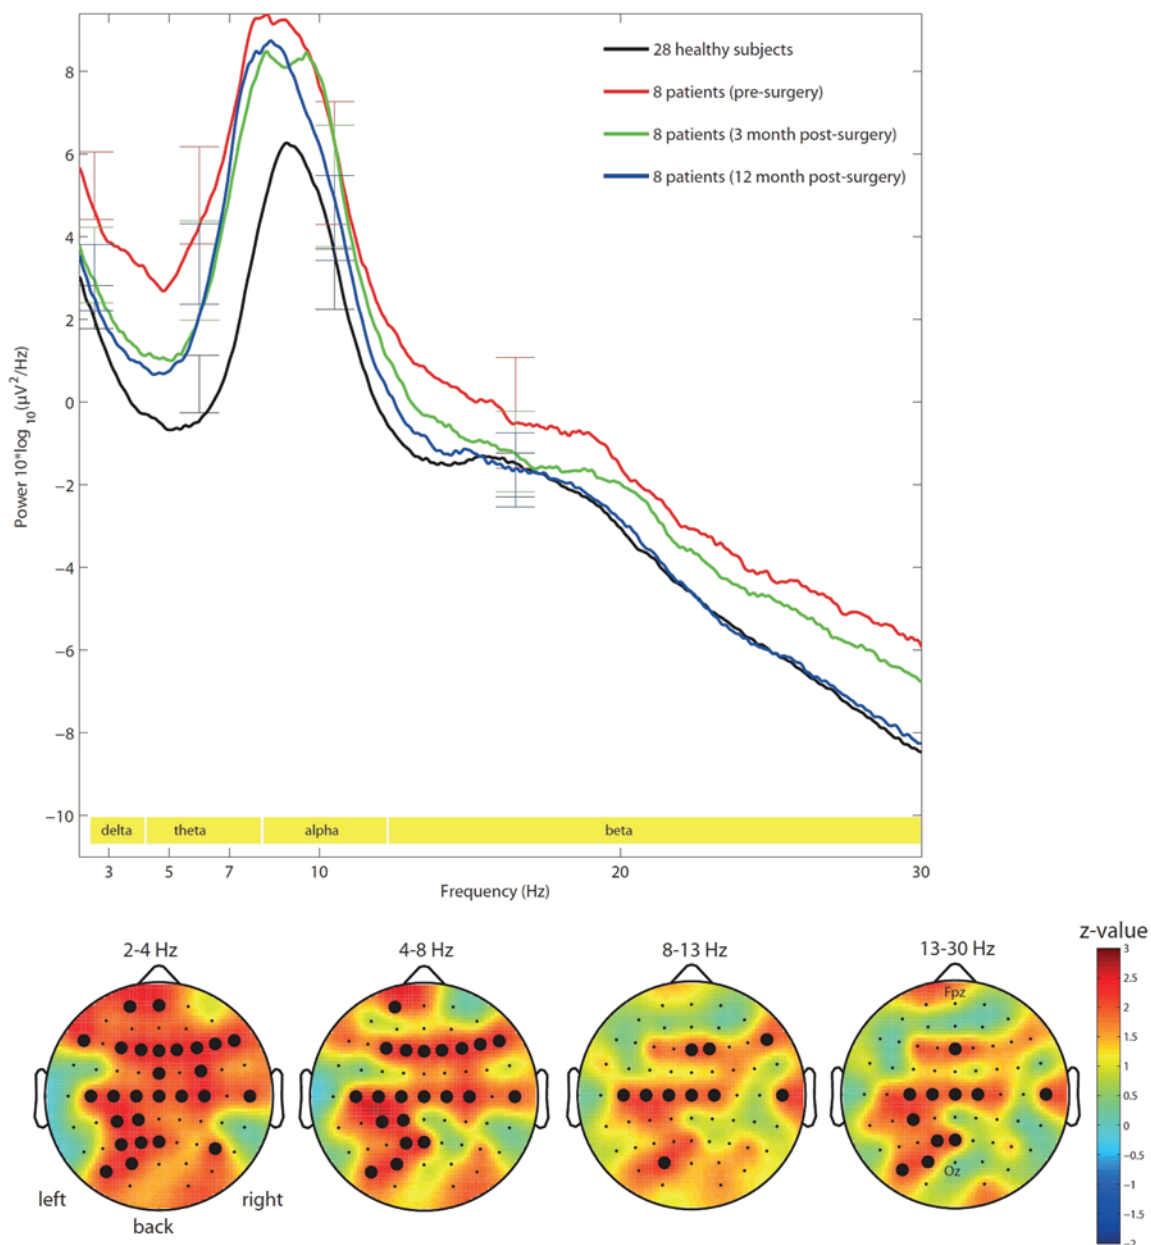 28 healthy subjects
8 patients (pre-surgery)
8 patients (3 month post-surgery)
8 patients (12 month post-surgery)
Power 10*log 10(µV2/Hz)
8
6
4
2
0
−2
−4
−6
−8
−10
delta theta alpha beta
3 5 7 10 20 30
Frequency (Hz)
2-4 Hz 4-8 Hz 8-13 Hz 13-30 Hz
z-value
3
2.5
2
1.5
1
0.5
0
−0.5
−1
−1.5
−2
Fpz
Oz
left right
back